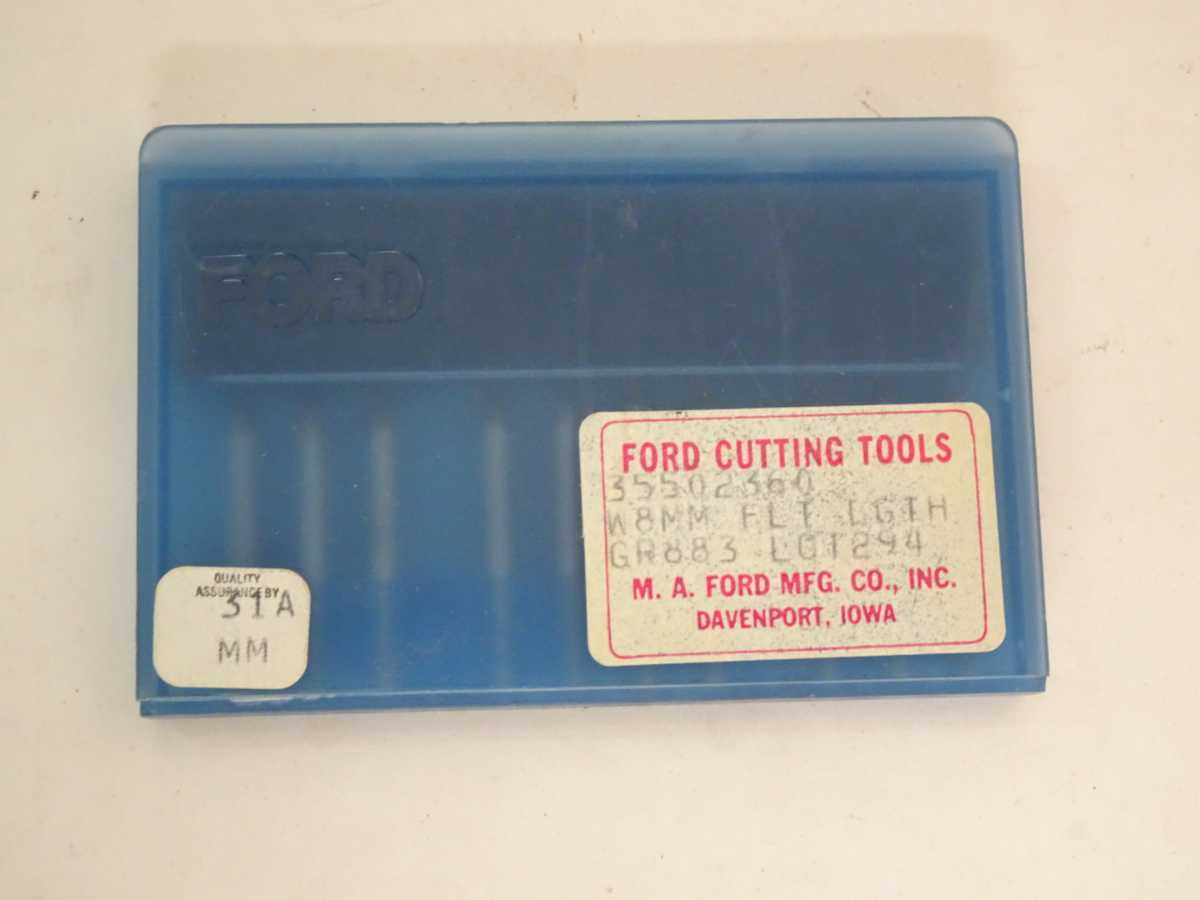 FORD
FORD CUTTING TOOLS
35502360
W8MM FLT LGTH
GR883 LOT294
M. A. FORD MFG. CO., INC.
DAVENPORT, IOWA
QUALITY
ASSURANCE BY
31A
MM